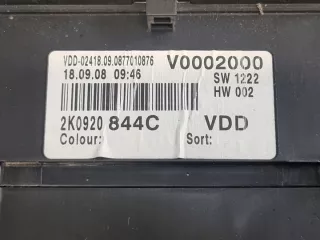 VDD-02418.09.0877010876 V0002000
18.09.08 09:46 SW 1222
HW 002
2K0920 844C VDD
Colour: Sort: